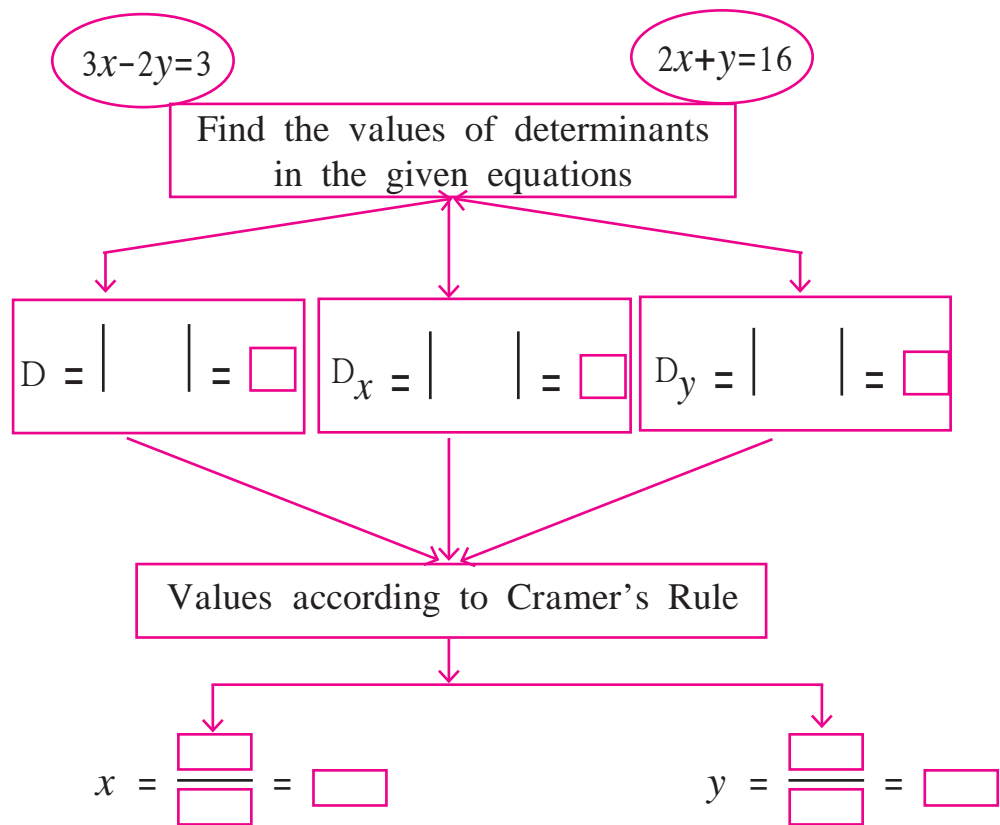 3x-2y=3
2x+y=16
Find the values of determinants
in the given equations
D = | | =
Dx = | | =
Dy = | | =
Values according to Cramer's Rule
x = =
y = =